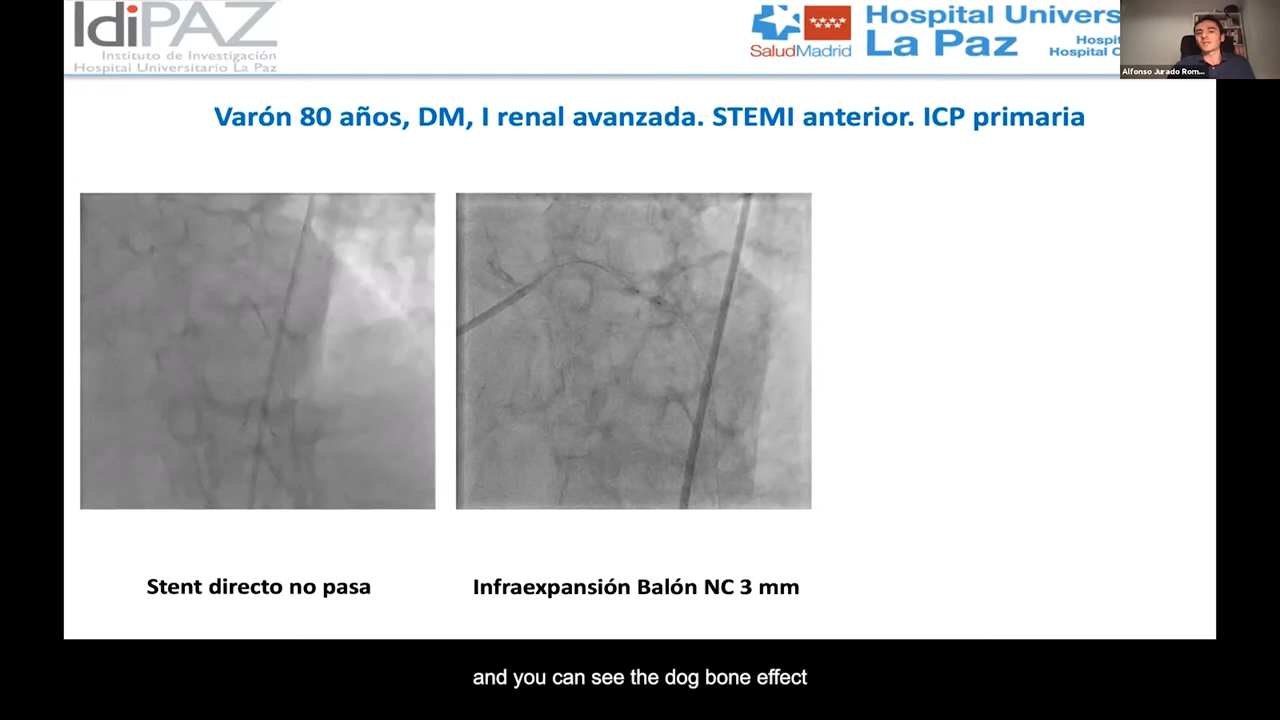 IdiPAZ
Instituto de Investigación
Hospital Universitario La Paz
SaludMadrid
Hospital Univers
La Paz
Hospit
Hospital C
Alfonso Jurado Rom...
Varón 80 años, DM, I renal avanzada. STEMI anterior. ICP primaria
Stent directo no pasa
Infraexpansión Balón NC 3 mm
and you can see the dog bone effect